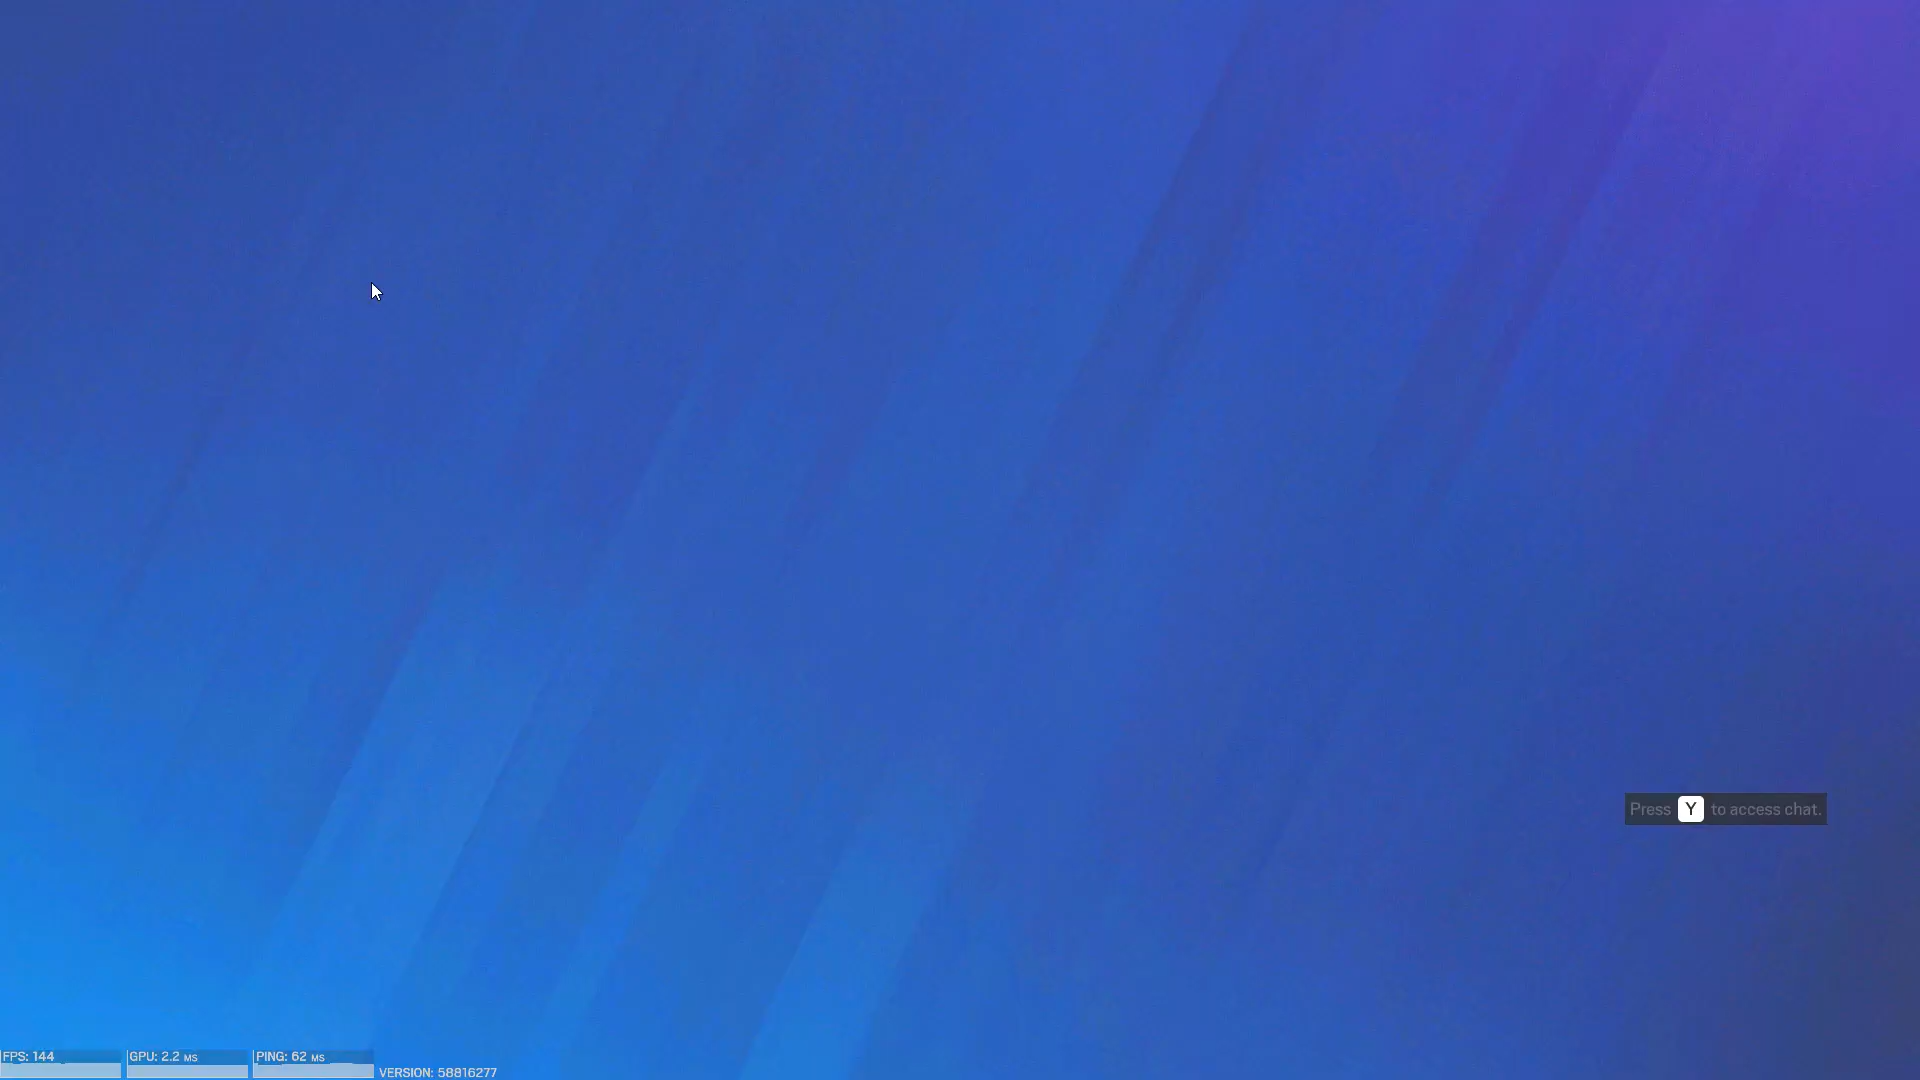 Press Y to access chat.
FPS: 144
GPU: 2.2 MS
PING: 62 MS
VERSION: 58816277